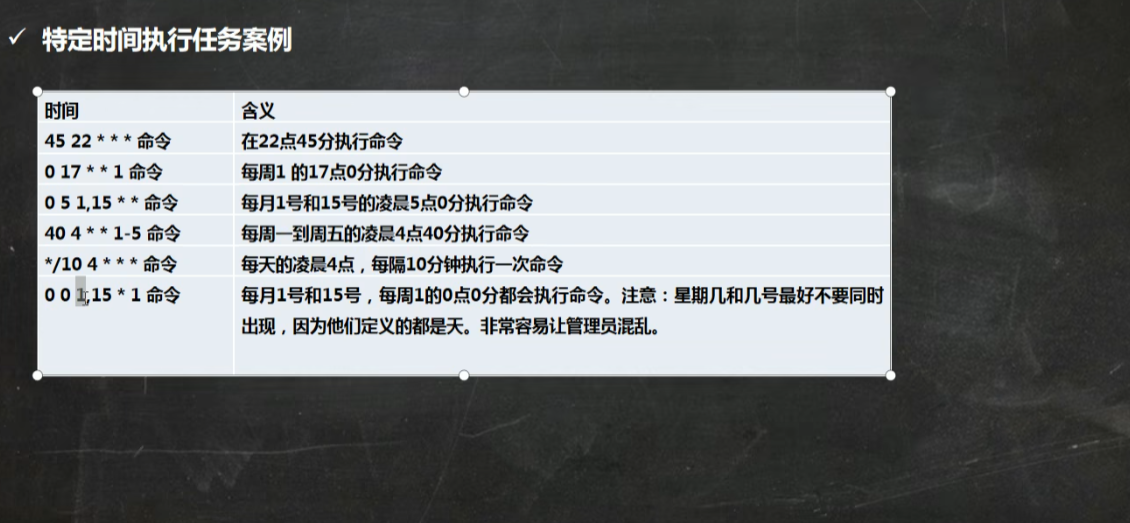 特定时间执行任务案例
时间 含义
45 22 * * * 命令 在22点45分执行命令
0 17 * * 1 命令 每周1 的17点0分执行命令
0 5 1,15 * * 命令 每月1号和15号的凌晨5点0分执行命令
40 4 * * 1-5 命令 每周一到周五的凌晨4点40分执行命令
*/10 4 * * * 命令 每天的凌晨4点，每隔10分钟执行一次命令
0 0 1,15 * 1 命令 每月1号和15号，每周1的0点0分都会执行命令。注意：星期几和几号最好不要同时
出现，因为他们定义的都是天。非常容易让管理员混乱。